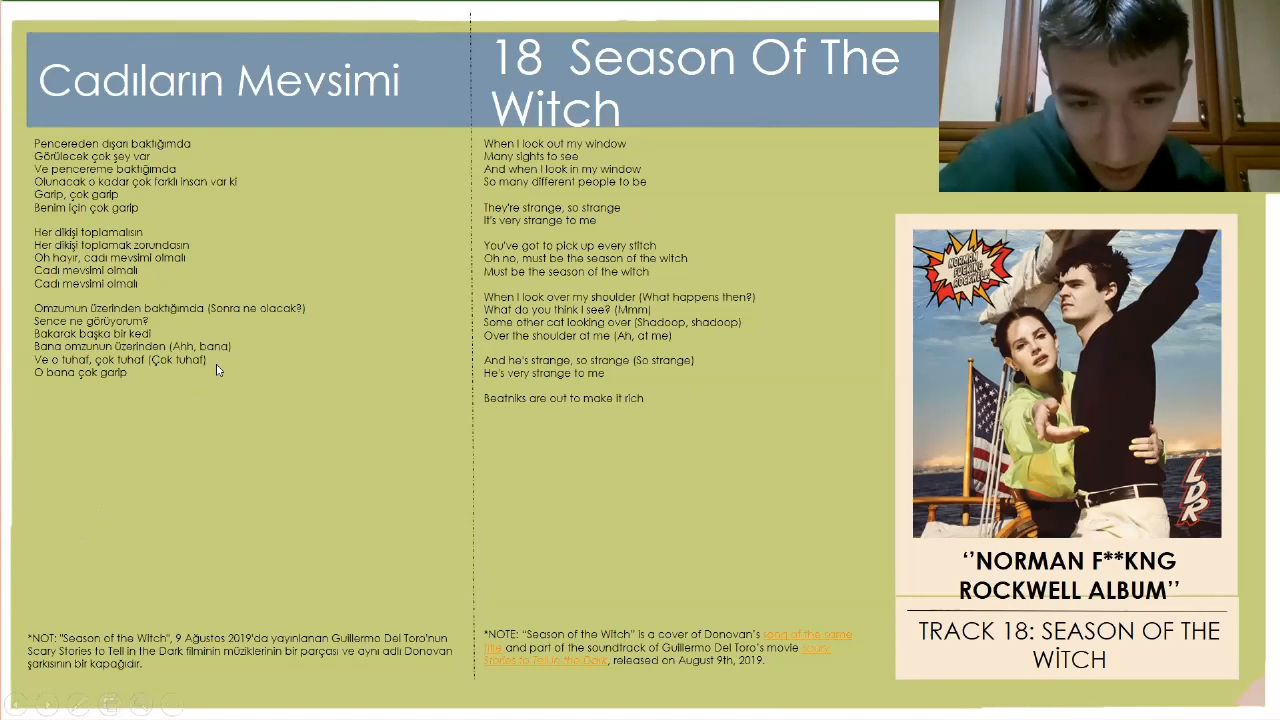 Cadıların Mevsimi
Pencereden dışarı baktığımda
Görülecek çok şey var
Ve pencereme baktığımda
Olunacak o kadar çok farklı insan var ki
Garip, çok garip
Benim için çok garip
Her dikişi toplamalısın
Her dikişi toplamak zorundasın
Oh hayır, cadı mevsimi olmalı
Cadı mevsimi olmalı
Cadı mevsimi olmalı
Omzumun üzerinden baktığımda (Sonra ne olacak?)
Sence ne görüyorum?
Bakarak başka bir kedi
Bana omzunun üzerinden (Ahh, bana)
Ve o tuhaf, çok tuhaf (Çok tuhaf)
O bana çok garip
*NOT: "Season of the Witch", 9 Ağustos 2019'da yayınlanan Guillermo Del Toro'nun
Scary Stories to Tell in the Dark filminin müziklerinin bir parçası ve aynı adlı Donovan
şarkısının bir kapağıdır.
18 Season Of The
Witch
When I look out my window
Many sights to see
And when I look in my window
So many different people to be
They're strange, so strange
It's very strange to me
You've got to pick up every stitch
Oh no, must be the season of the witch
Must be the season of the witch
When I look over my shoulder (What happens then?)
What do you think I see? (Mmm)
Some other cat looking over (Shadoop, shadoop)
Over the shoulder at me (Ah, at me)
And he's strange, so strange (So strange)
He's very strange to me
Beatniks are out to make it rich
*NOTE: “Season of the Witch” is a cover of Donovan’s song of the same
title and part of the soundtrack of Guillermo Del Toro’s movie Scary
Stories to Tell in the Dark, released on August 9th, 2019.
NORMAN
FUCKING
ROCKWELL!
LDR
‘’NORMAN F**KNG
ROCKWELL ALBUM’’
TRACK 18: SEASON OF THE
WİTCH